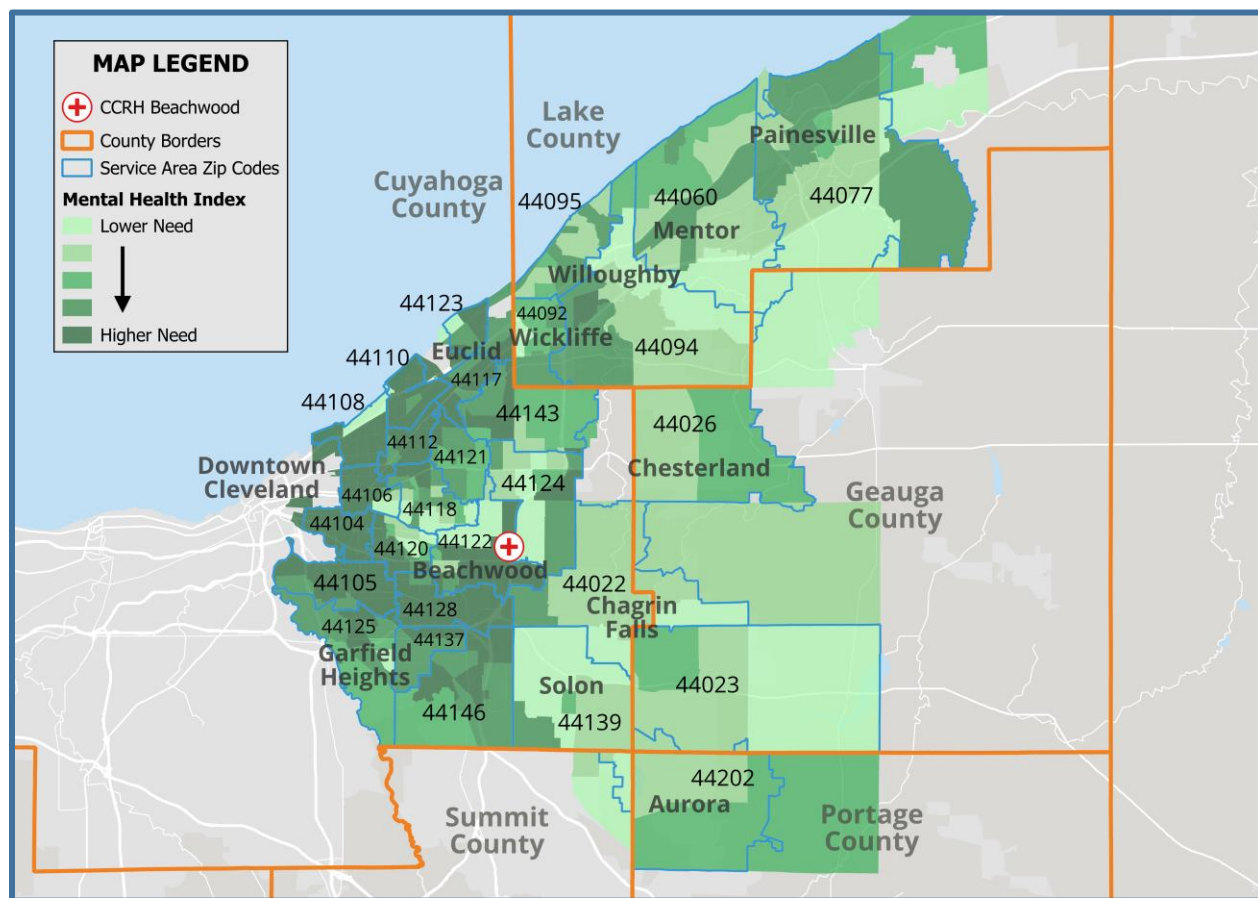 MAP LEGEND
CCRH Beachwood
County Borders
Service Area Zip Codes
Mental Health Index
Lower Need
Higher Need
Lake
County
Cuyahoga
County
Painesville
44095
44060
44077
Mentor
Willoughby
44123
44092
Wickliffe
44110
Euclid
44094
44117
44108
44143
44026
44112
44121
Downtown
Cleveland
44124
Chesterland
44106
44118
Geauga
County
44104
44120
44122
Beachwood
44105
44022
44128
Chagrin
Falls
44125
44137
Garfield
Heights
Solon
44023
44146
44139
44202
Aurora
Summit
County
Portage
County